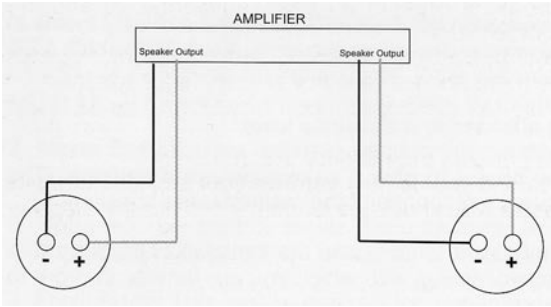 AMPLIFIER
Speaker Output Speaker Output
- + - +